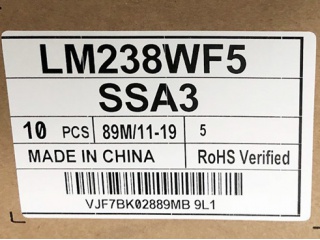 LM238WF5
SSA3
10 PCS 89M/11-19 5
MADE IN CHINA RoHS Verified
VJF7BK02889MB 9L1